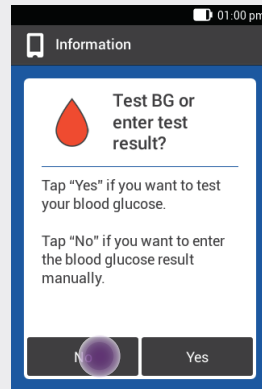 01:00 pm
Information
Test BG or
enter test
result?
Tap “Yes” if you want to test
your blood glucose.
Tap “No” if you want to enter
the blood glucose result
manually.
No
Yes